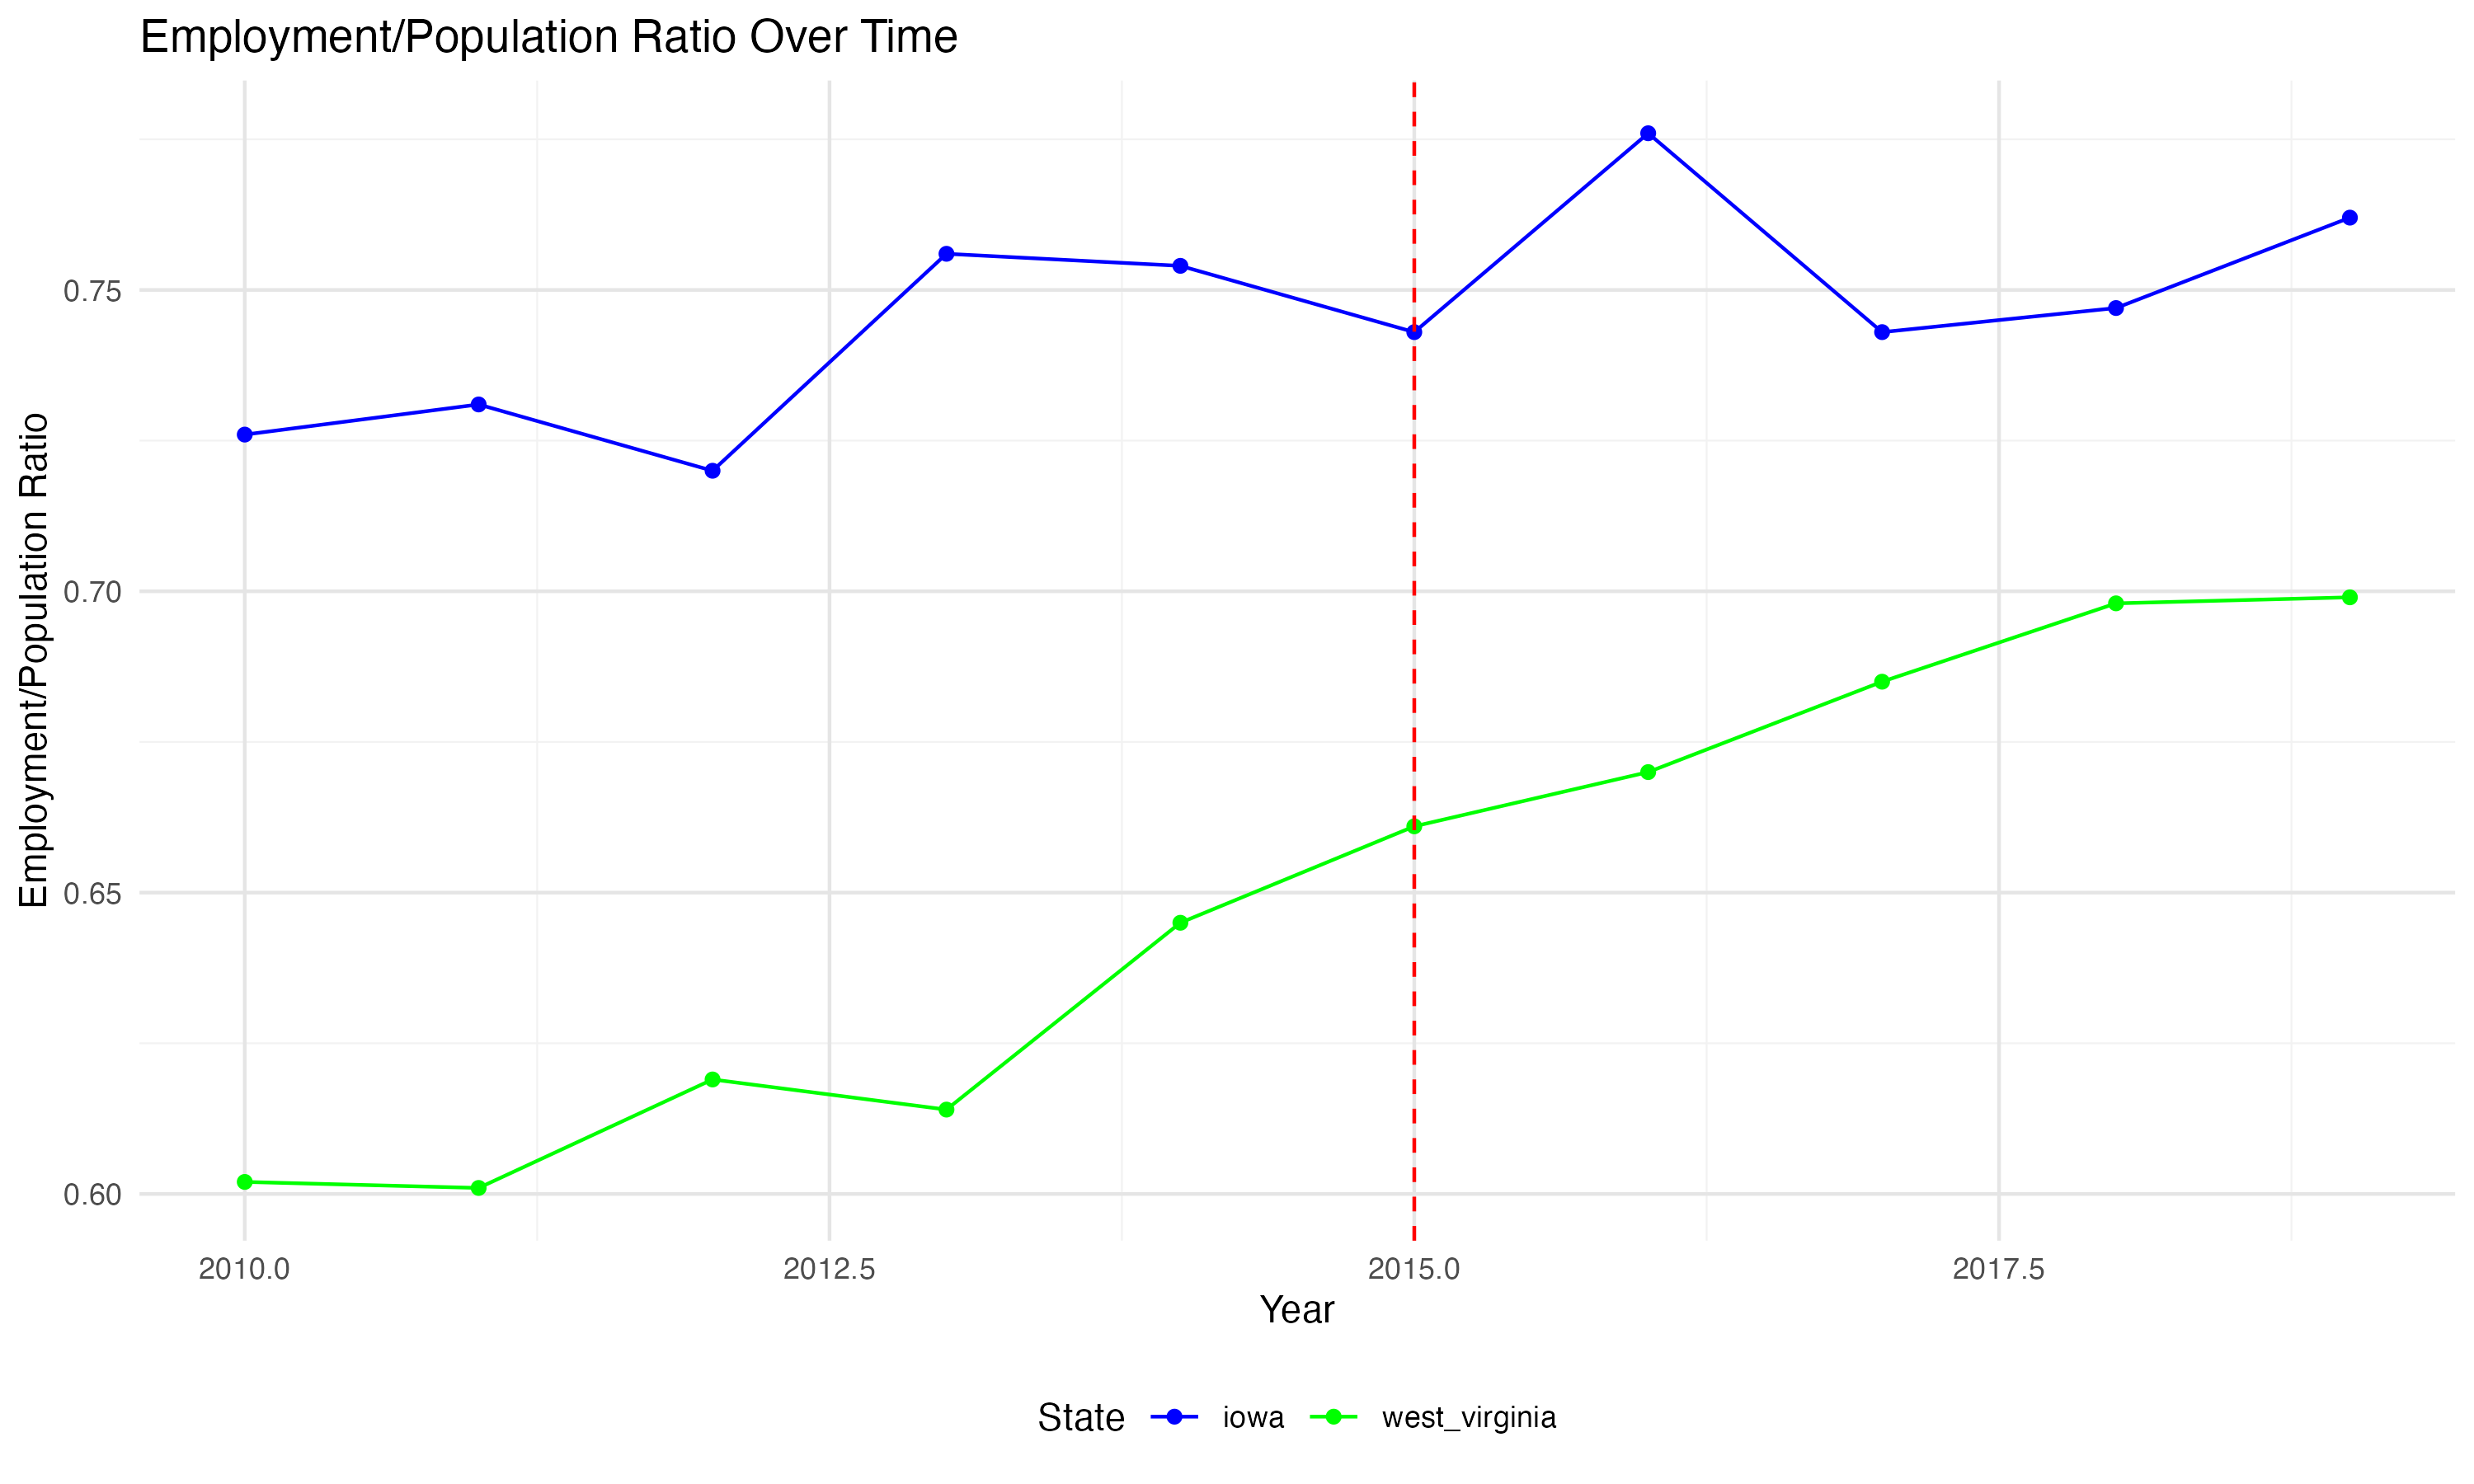 Employment/Population Ratio Over Time
Employment/Population Ratio
0.75
0.70
0.65
0.60
2010.0 2012.5 2015.0 2017.5
Year
State iowa west_virginia